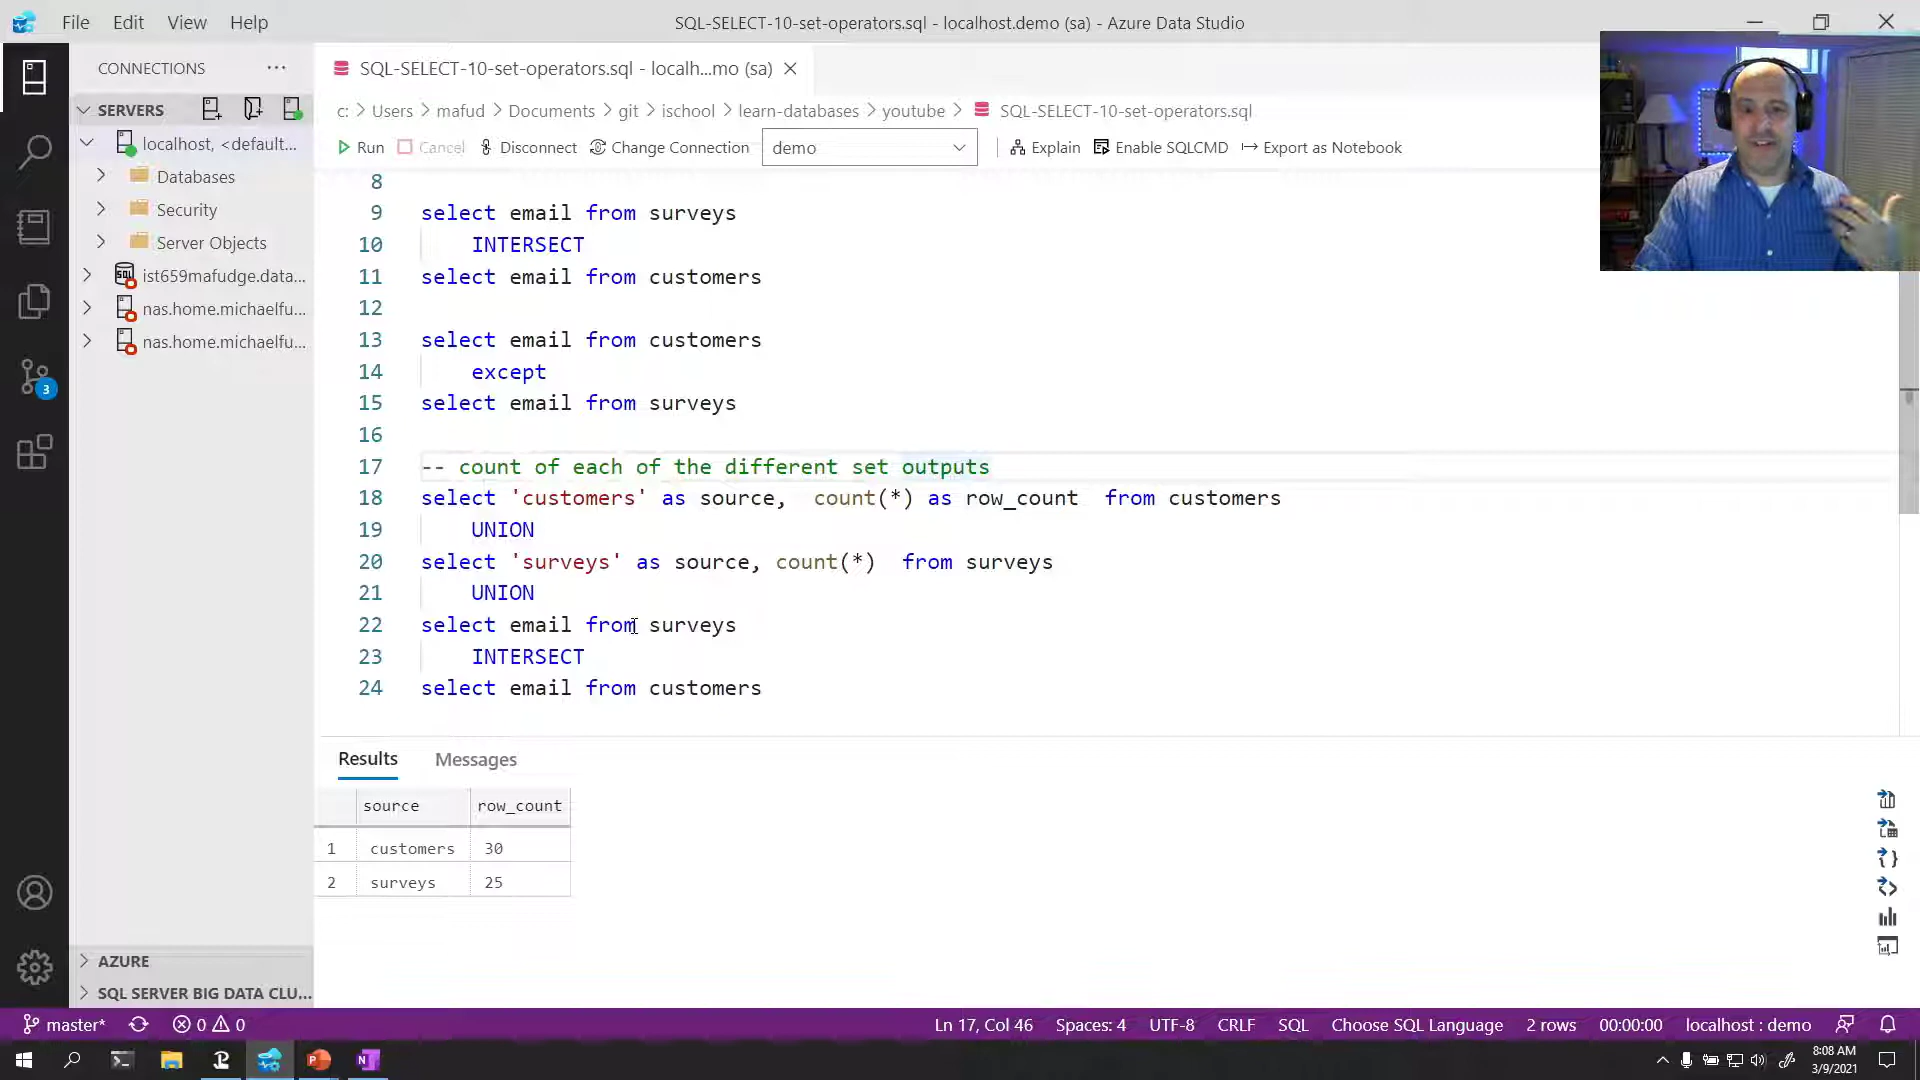 File Edit View Help
SQL-SELECT-10-set-operators.sql - localhost.demo (sa) - Azure Data Studio
CONNECTIONS ···
SQL-SELECT-10-set-operators.sql - localh...mo (sa)
SERVERS
c: > Users > mafud > Documents > git > ischool > learn-databases > youtube > SQL-SELECT-10-set-operators.sql
localhost, <default...
Run Cancel Disconnect Change Connection demo Explain Enable SQLCMD Export as Notebook
Databases
Security
Server Objects
ist659mafudge.data...
nas.home.michaelfu...
nas.home.michaelfu...
3
8
9 select email from surveys
10 INTERSECT
11 select email from customers
12
13 select email from customers
14 except
15 select email from surveys
16
17 -- count of each of the different set outputs
18 select 'customers' as source,  count(*) as row_count  from customers
19 UNION
20 select 'surveys' as source, count(*)  from surveys
21 UNION
22 select email from surveys
23 INTERSECT
24 select email from customers
Results Messages
source row_count
1 customers 30
2 surveys 25
AZURE
SQL SERVER BIG DATA CLU...
master* 0 0 Ln 17, Col 46 Spaces: 4 UTF-8 CRLF SQL Choose SQL Language 2 rows 00:00:00 localhost : demo
8:08 AM
3/9/2021